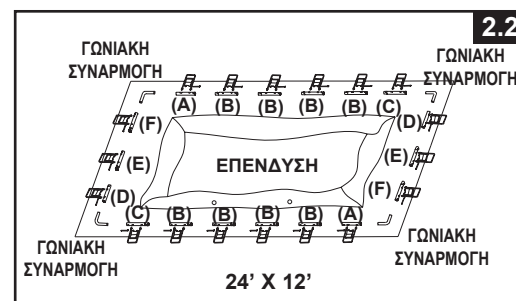 2.2
ΓΩΝΙΑΚΗ
ΣΥΝΑΡΜΟΓΗ
ΓΩΝΙΑΚΗ
ΣΥΝΑΡΜΟΓΗ
(A) (B) (B) (B) (B) (C)
(F) (D)
(E) ΕΠΕΝΔΥΣΗ (E)
(D) (F)
(C) (B) (B) (B) (B) (A)
ΓΩΝΙΑΚΗ
ΣΥΝΑΡΜΟΓΗ
ΓΩΝΙΑΚΗ
ΣΥΝΑΡΜΟΓΗ
24’ X 12’